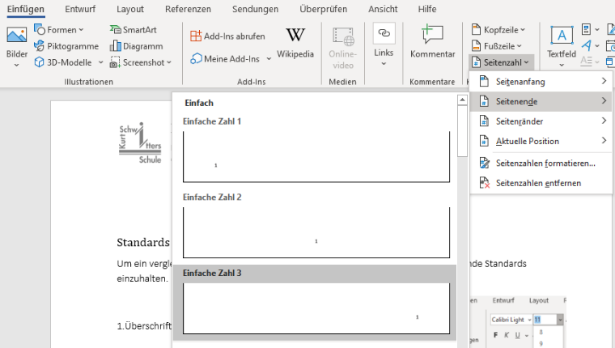 Einfügen Entwurf Layout Referenzen Sendungen Überprüfen Ansicht Hilfe
Bilder
Formen
Piktogramme
3D-Modelle
SmartArt
Diagramm
Screenshot
Illustrationen
Add-Ins abrufen
Meine Add-Ins
Wikipedia
Add-Ins
Online-
video
Medien
Links
Kommentar
Kommentare
Kopfzeile
Fußzeile
Seitenzahl
Textfeld
Seitenanfang
Seitenende
Seitenränder
Aktuelle Position
Seitenzahlen formatieren...
Seitenzahlen entfernen
Einfach
Einfache Zahl 1
1
Einfache Zahl 2
1
Einfache Zahl 3
1
Kurt
Schw
itters
Schule
Standards
Um ein vergl
nde Standards
einzuhalten.
1.Überschrift
en Entwurf Layout
Calibri Light 11
F K U
8
9